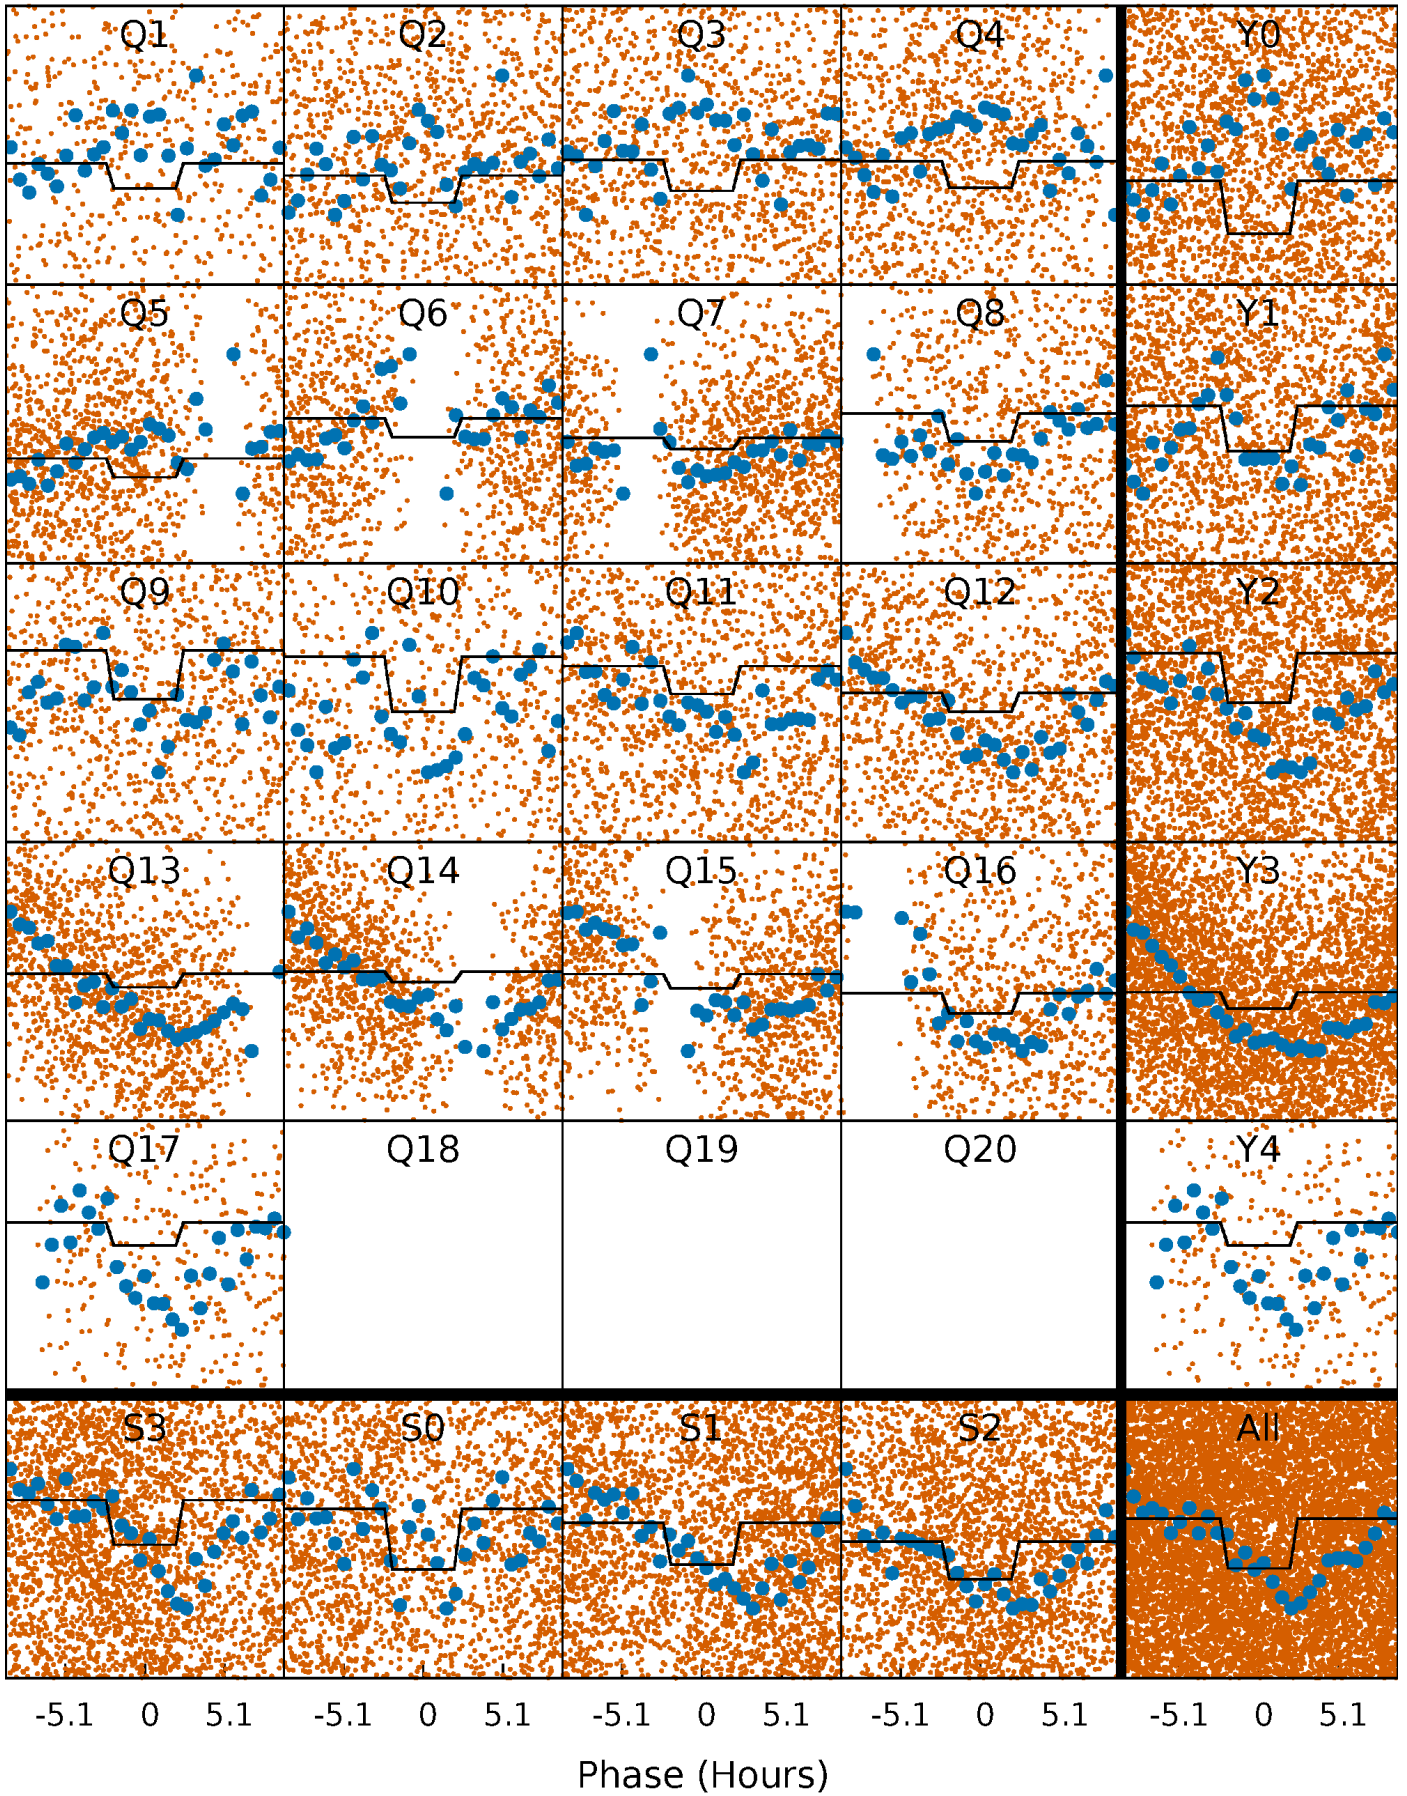 Q1 Q2 Q3 Q4 Y0
Q5 Q6 Q7 Q8 Y1
Q9 Q10 Q11 Q12 Y2
Q13 Q14 Q15 Q16 Y3
Q17 Q18 Q19 Q20 Y4
S3 S0 S1 S2 All
-5.1 0 5.1 -5.1 0 5.1 -5.1 0 5.1 -5.1 0 5.1 -5.1 0 5.1
Phase (Hours)